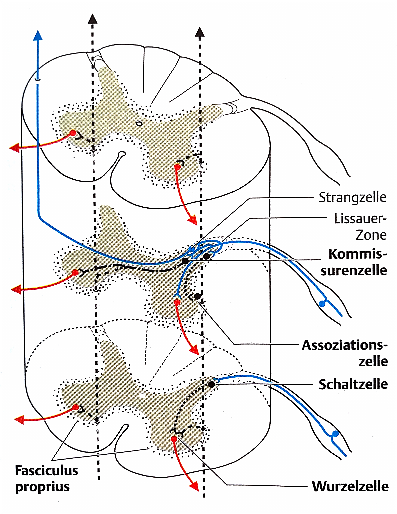 Strangzelle
Lissauer-
Zone
Kommis-
surenzelle
Assoziations-
zelle
Schaltzelle
Fasciculus
proprius
Wurzelzelle